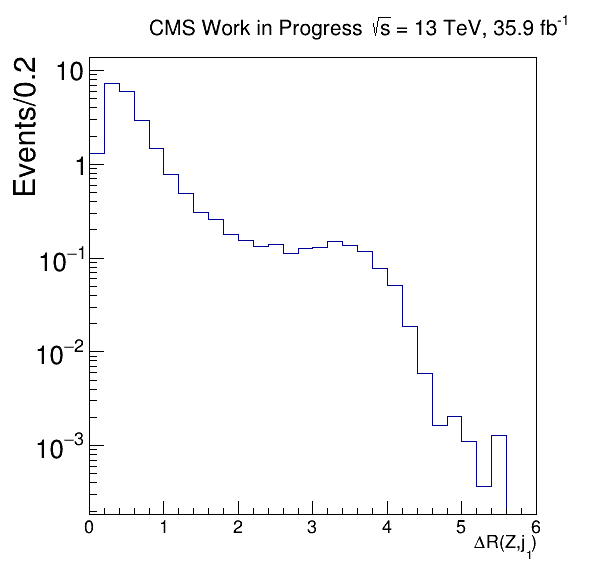 CMS Work in Progress √s = 13 TeV, 35.9 fb⁻¹
Events/0.2
10
1
10⁻¹
10⁻²
10⁻³
0 1 2 3 4 5 6
ΔR(Z,j₁)